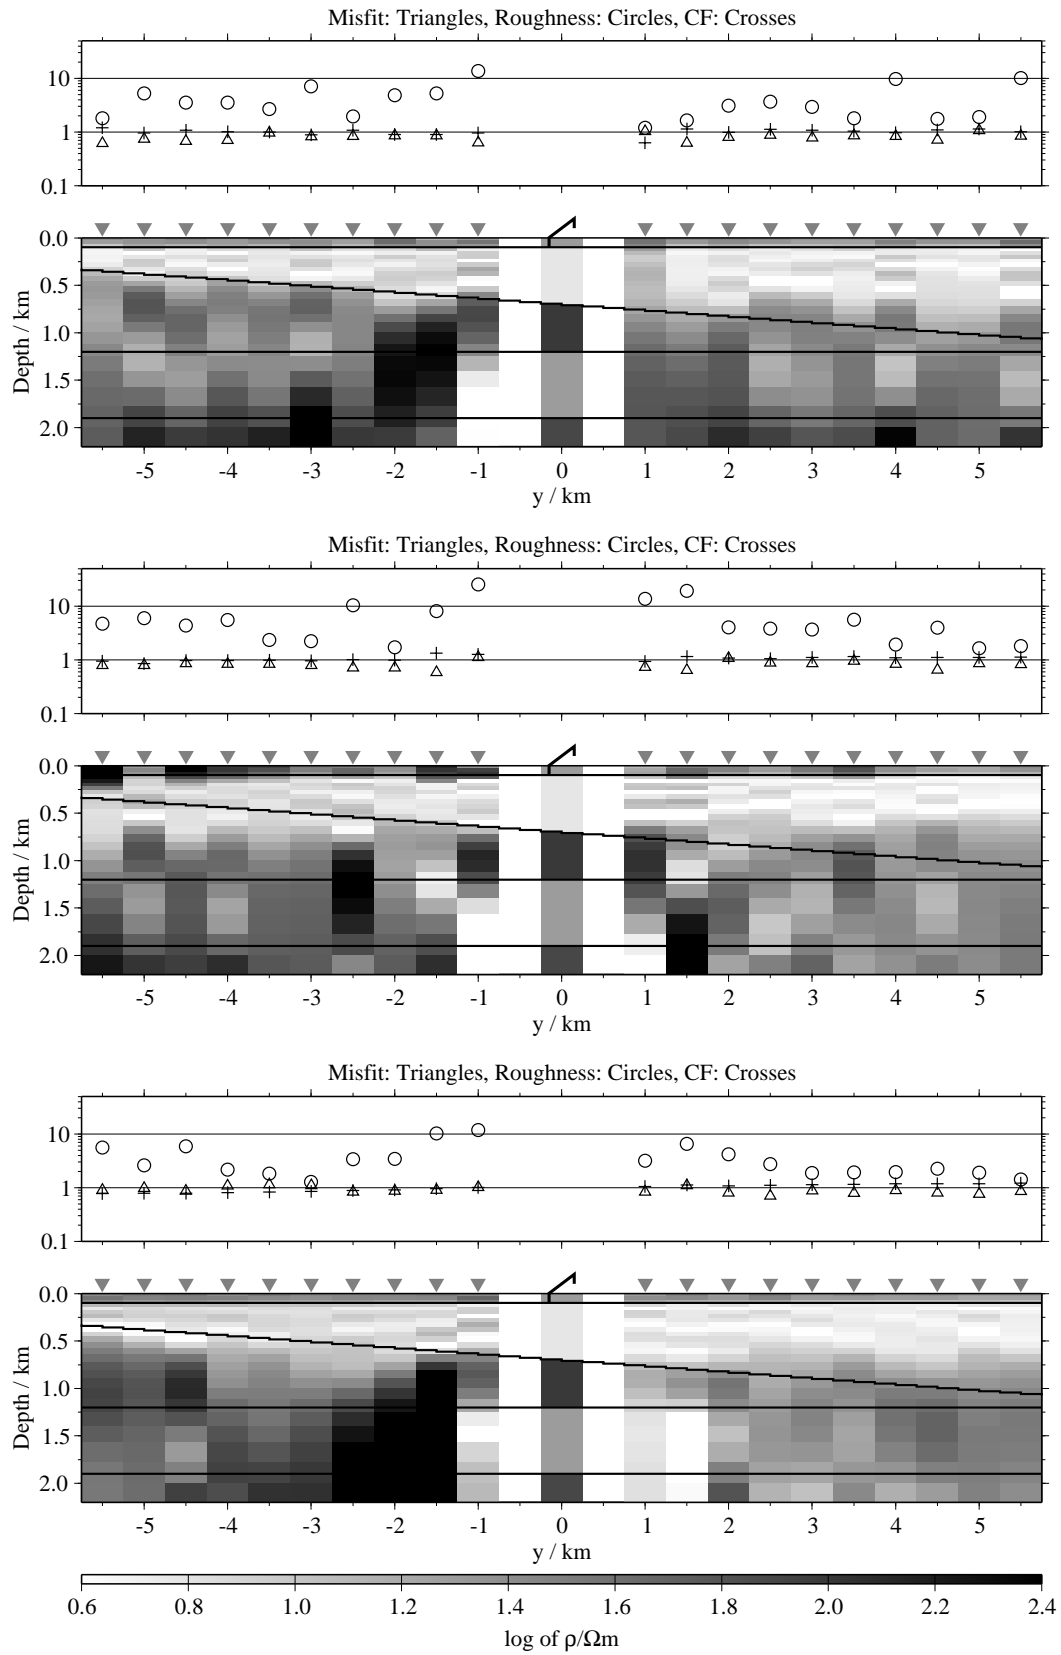 Misfit: Triangles, Roughness: Circles, CF: Crosses
10
1
0.1
0.0
0.5
1.0
1.5
2.0
Depth / km
-5 -4 -3 -2 -1 0 1 2 3 4 5
y / km
Misfit: Triangles, Roughness: Circles, CF: Crosses
10
1
0.1
0.0
0.5
1.0
1.5
2.0
Depth / km
-5 -4 -3 -2 -1 0 1 2 3 4 5
y / km
Misfit: Triangles, Roughness: Circles, CF: Crosses
10
1
0.1
0.0
0.5
1.0
1.5
2.0
Depth / km
-5 -4 -3 -2 -1 0 1 2 3 4 5
y / km
0.6 0.8 1.0 1.2 1.4 1.6 1.8 2.0 2.2 2.4
log of ρ/Ωm